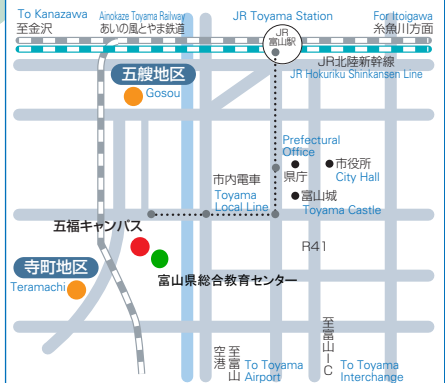 To Kanazawa
至金沢
Ainokaze Toyama Railway
あいの風とやま鉄道
JR Toyama Station
JR
富山駅
For Itoigawa
糸魚川方面
JR北陸新幹線
JR Hokuriku Shinkansen Line
五艘地区
Gosou
Prefectural
Office
県庁
市役所
City Hall
市内電車
Toyama
Local Line
富山城
Toyama Castle
五福キャンパス
R41
寺町地区
Teramachi
富山県総合教育センター
至富山空港
To Toyama
Airport
至富山IC
To Toyama
Interchange